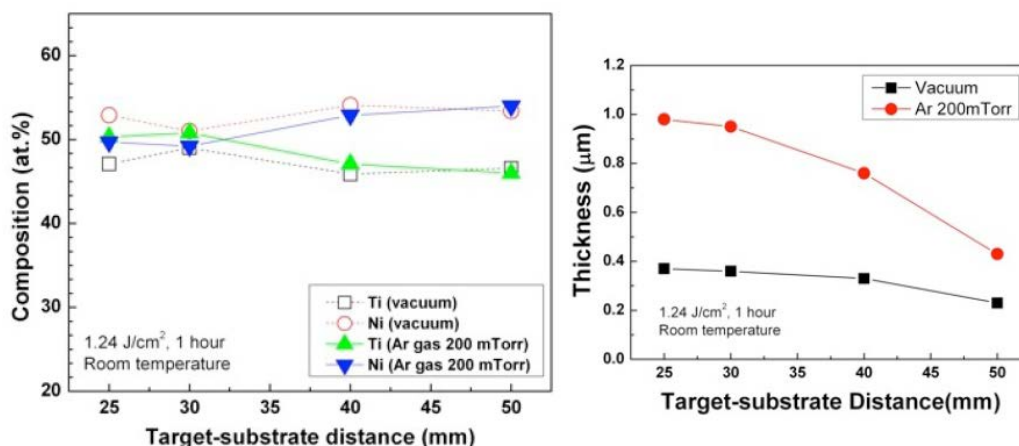 60
50
40
30
20
Composition (at.%)
Ti (vacuum)
Ni (vacuum)
Ti (Ar gas 200 mTorr)
Ni (Ar gas 200 mTorr)
1.24 J/cm², 1 hour
Room temperature
25 30 35 40 45 50
Target-substrate distance (mm)
1.2
1.0
0.8
0.6
0.4
0.2
0.0
Thickness (μm)
Vacuum
Ar 200mTorr
1.24 J/cm², 1 hour
Room temperature
25 30 35 40 45 50
Target-substrate Distance(mm)